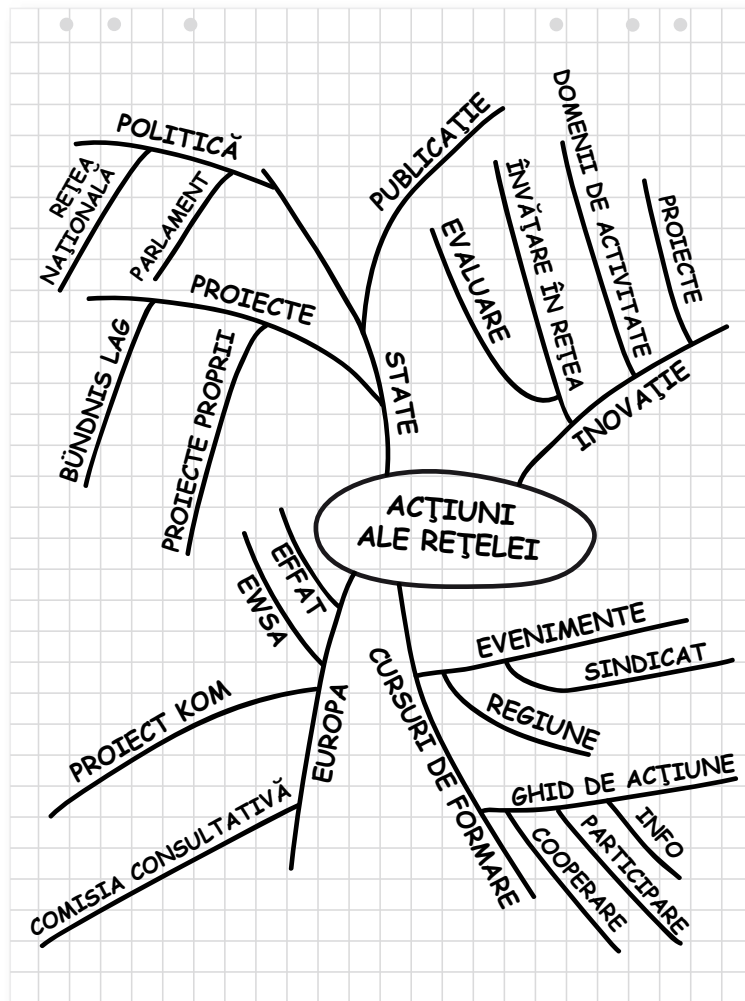 POLITICĂ
REŢEA
NAŢIONALĂ
PARLAMENT
PROIECTE
BÜNDNIS LAG
PROIECTE PROPRII
STATE
PUBLICAŢIE
EVALUARE
ÎNVĂŢARE ÎN REŢEA
DOMENII DE ACTIVITATE
PROIECTE
INOVAŢIE
ACŢIUNI
ALE REŢELEI
EFFAT
EWSA
PROIECT KOM
EUROPA
COMISIA CONSULTATIVĂ
CURSURI DE FORMARE
EVENIMENTE
SINDICAT
REGIUNE
GHID DE ACŢIUNE
INFO
PARTICIPARE
COOPERARE